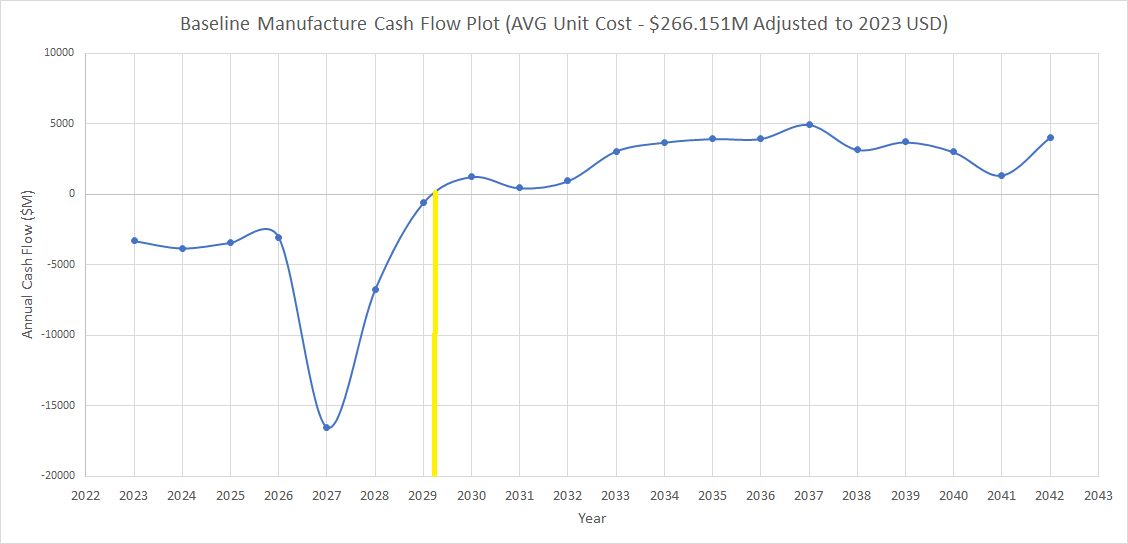 Baseline Manufacture Cash Flow Plot (AVG Unit Cost - $266.151M Adjusted to 2023 USD)
10000
5000
0
-5000
-10000
-15000
-20000
Annual Cash Flow ($M)
2022 2023 2024 2025 2026 2027 2028 2029 2030 2031 2032 2033 2034 2035 2036 2037 2038 2039 2040 2041 2042 2043
Year